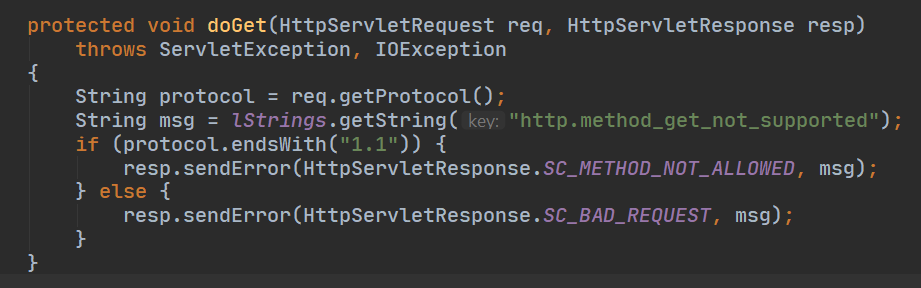 protected void doGet(HttpServletRequest req, HttpServletResponse resp)
    throws ServletException, IOException
{
    String protocol = req.getProtocol();
    String msg = lStrings.getString( key: "http.method_get_not_supported");
    if (protocol.endsWith("1.1")) {
        resp.sendError(HttpServletResponse.SC_METHOD_NOT_ALLOWED, msg);
    } else {
        resp.sendError(HttpServletResponse.SC_BAD_REQUEST, msg);
    }
}